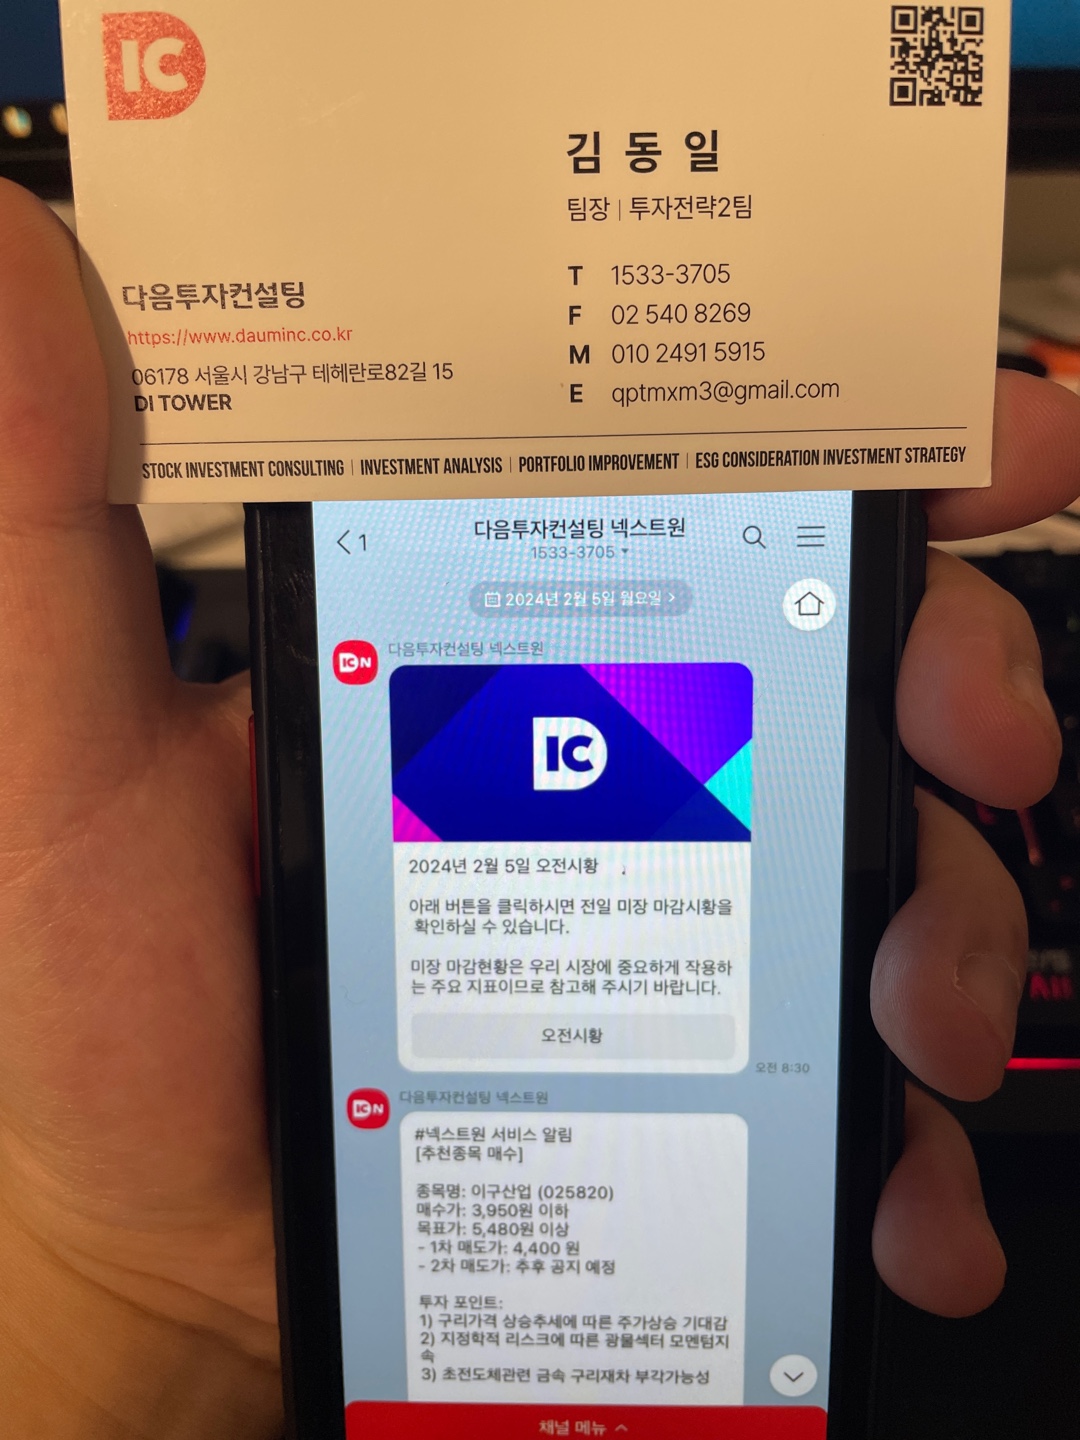 IC
김동일
팀장 | 투자전략2팀
다음투자컨설팅
https://www.dauminc.co.kr
06178 서울시 강남구 테헤란로82길 15
DI TOWER
T 1533-3705
F 02 540 8269
M 010 2491 5915
E qptmxm3@gmail.com
STOCK INVESTMENT CONSULTING | INVESTMENT ANALYSIS | PORTFOLIO IMPROVEMENT | ESG CONSIDERATION INVESTMENT STRATEGY
1
다음투자컨설팅 넥스트원
1533-3705
2024년 2월 5일 월요일
IC N
다음투자컨설팅 넥스트원
IC
2024년 2월 5일 오전시황
아래 버튼을 클릭하시면 전일 미장 마감시황을
확인하실 수 있습니다.
미장 마감현황은 우리 시장에 중요하게 작용하
는 주요 지표이므로 참고해 주시기 바랍니다.
오전시황
오전 8:30
IC N
다음투자컨설팅 넥스트원
#넥스트원 서비스 알림
[추천종목 매수]
종목명: 이구산업 (025820)
매수가: 3,950원 이하
목표가: 5,480원 이상
- 1차 매도가: 4,400 원
- 2차 매도가: 추후 공지 예정
투자 포인트:
1) 구리가격 상승추세에 따른 주가상승 기대감
2) 지정학적 리스크에 따른 광물섹터 모멘텀지
속
3) 초전도체관련 금속 구리재차 부각가능성
채널 메뉴